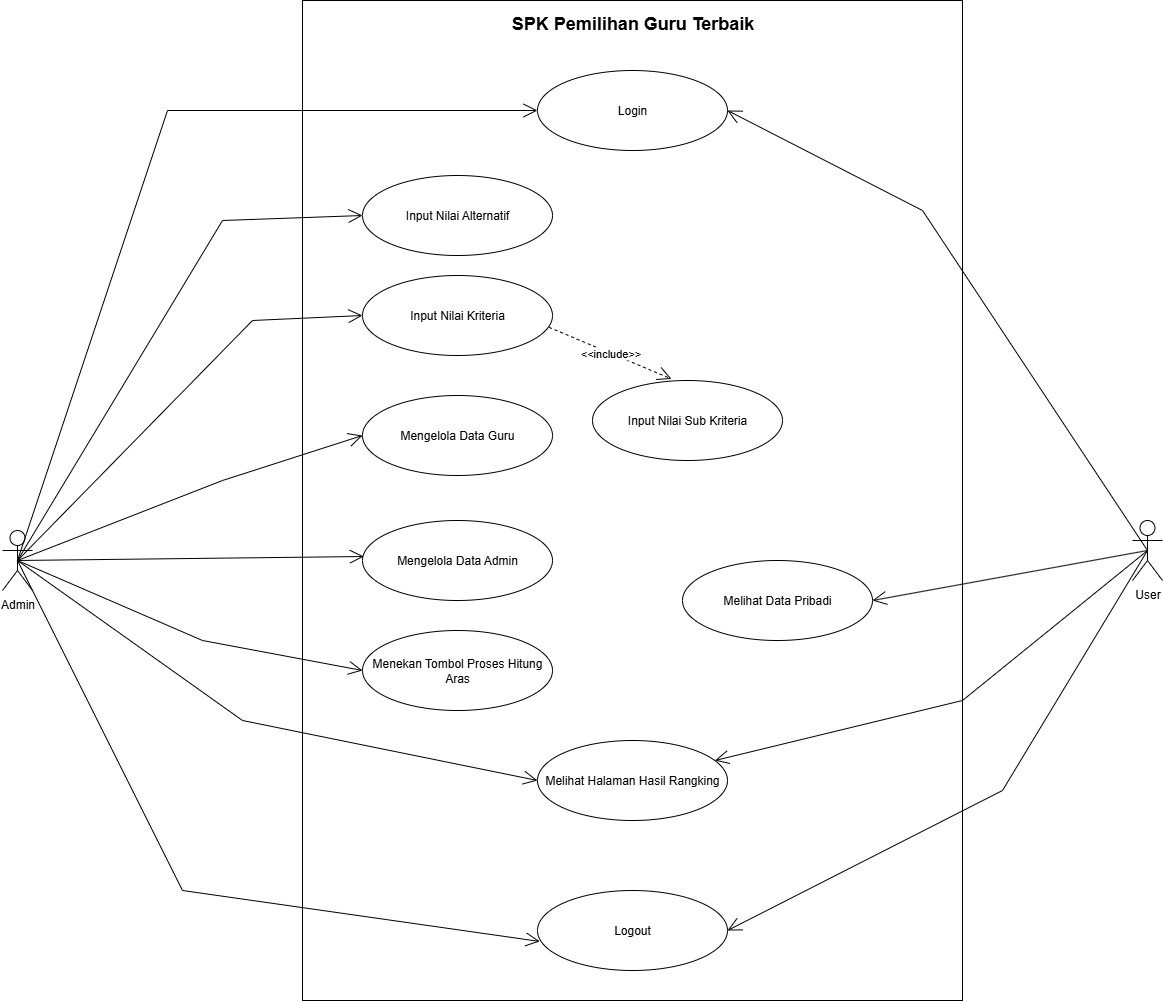 SPK Pemilihan Guru Terbaik
Login
Input Nilai Alternatif
Input Nilai Kriteria
<<include>>
Input Nilai Sub Kriteria
Mengelola Data Guru
Mengelola Data Admin
Melihat Data Pribadi
Admin
User
Menekan Tombol Proses Hitung
Aras
Melihat Halaman Hasil Rangking
Logout